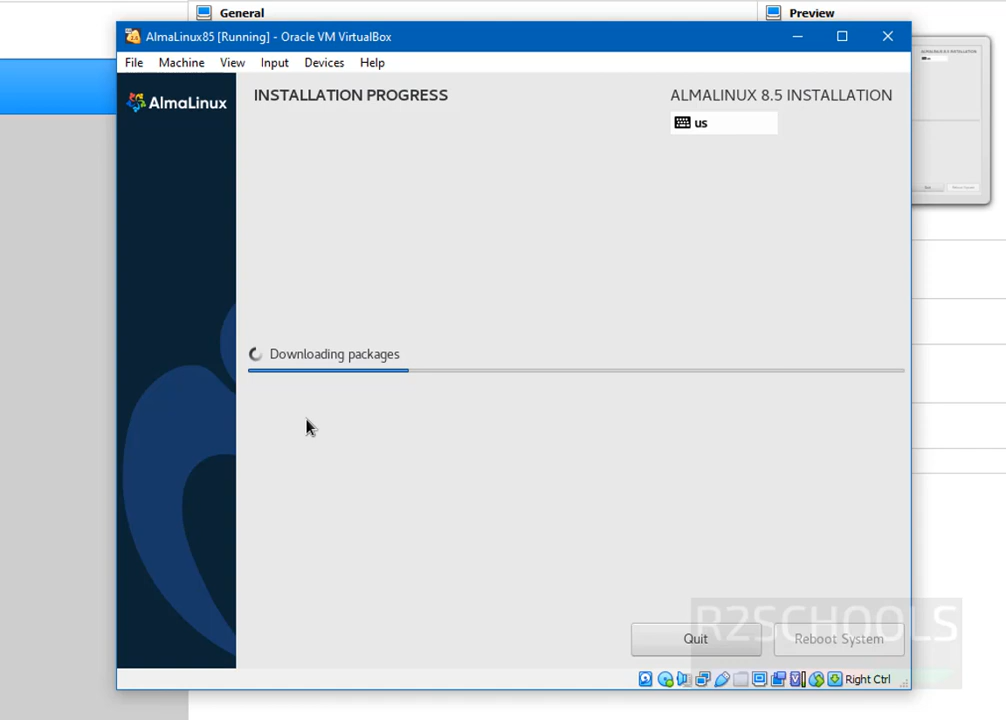 General
Preview
AlmaLinux85 [Running] - Oracle VM VirtualBox
File Machine View Input Devices Help
AlmaLinux
INSTALLATION PROGRESS
ALMALINUX 8.5 INSTALLATION
us
Downloading packages
R2SCHOOLS
Quit
Reboot System
Right Ctrl